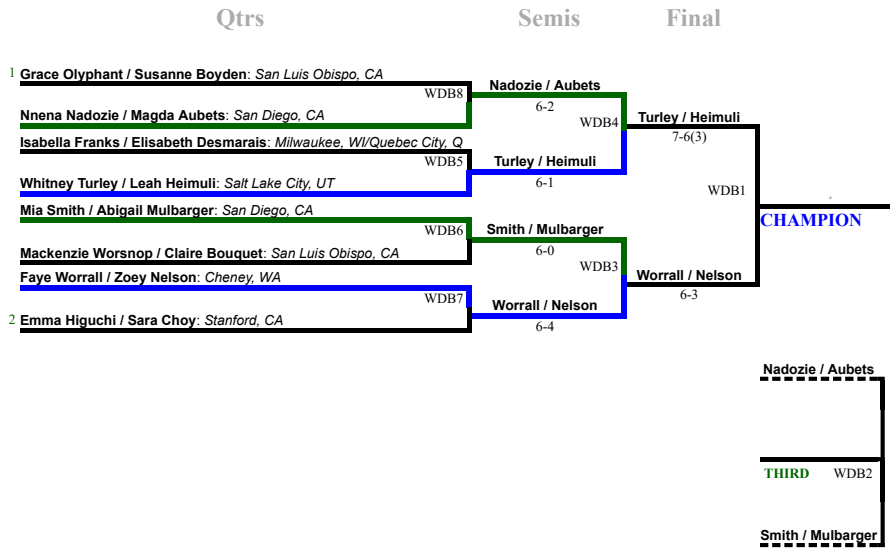 Qtrs Semis Final
1 Grace Olyphant / Susanne Boyden: San Luis Obispo, CA
WDB8
Nadozie / Aubets
6-2
Nnena Nadozie / Magda Aubets: San Diego, CA
WDB4
Turley / Heimuli
7-6(3)
Isabella Franks / Elisabeth Desmarais: Milwaukee, WI/Quebec City, Q
WDB5
Turley / Heimuli
6-1
Whitney Turley / Leah Heimuli: Salt Lake City, UT
WDB1
CHAMPION
Mia Smith / Abigail Mulbarger: San Diego, CA
WDB6
Smith / Mulbarger
6-0
Mackenzie Worsnop / Claire Bouquet: San Luis Obispo, CA
WDB3
Worrall / Nelson
6-3
Faye Worrall / Zoey Nelson: Cheney, WA
WDB7
Worrall / Nelson
6-4
2 Emma Higuchi / Sara Choy: Stanford, CA
Nadozie / Aubets
THIRD WDB2
Smith / Mulbarger